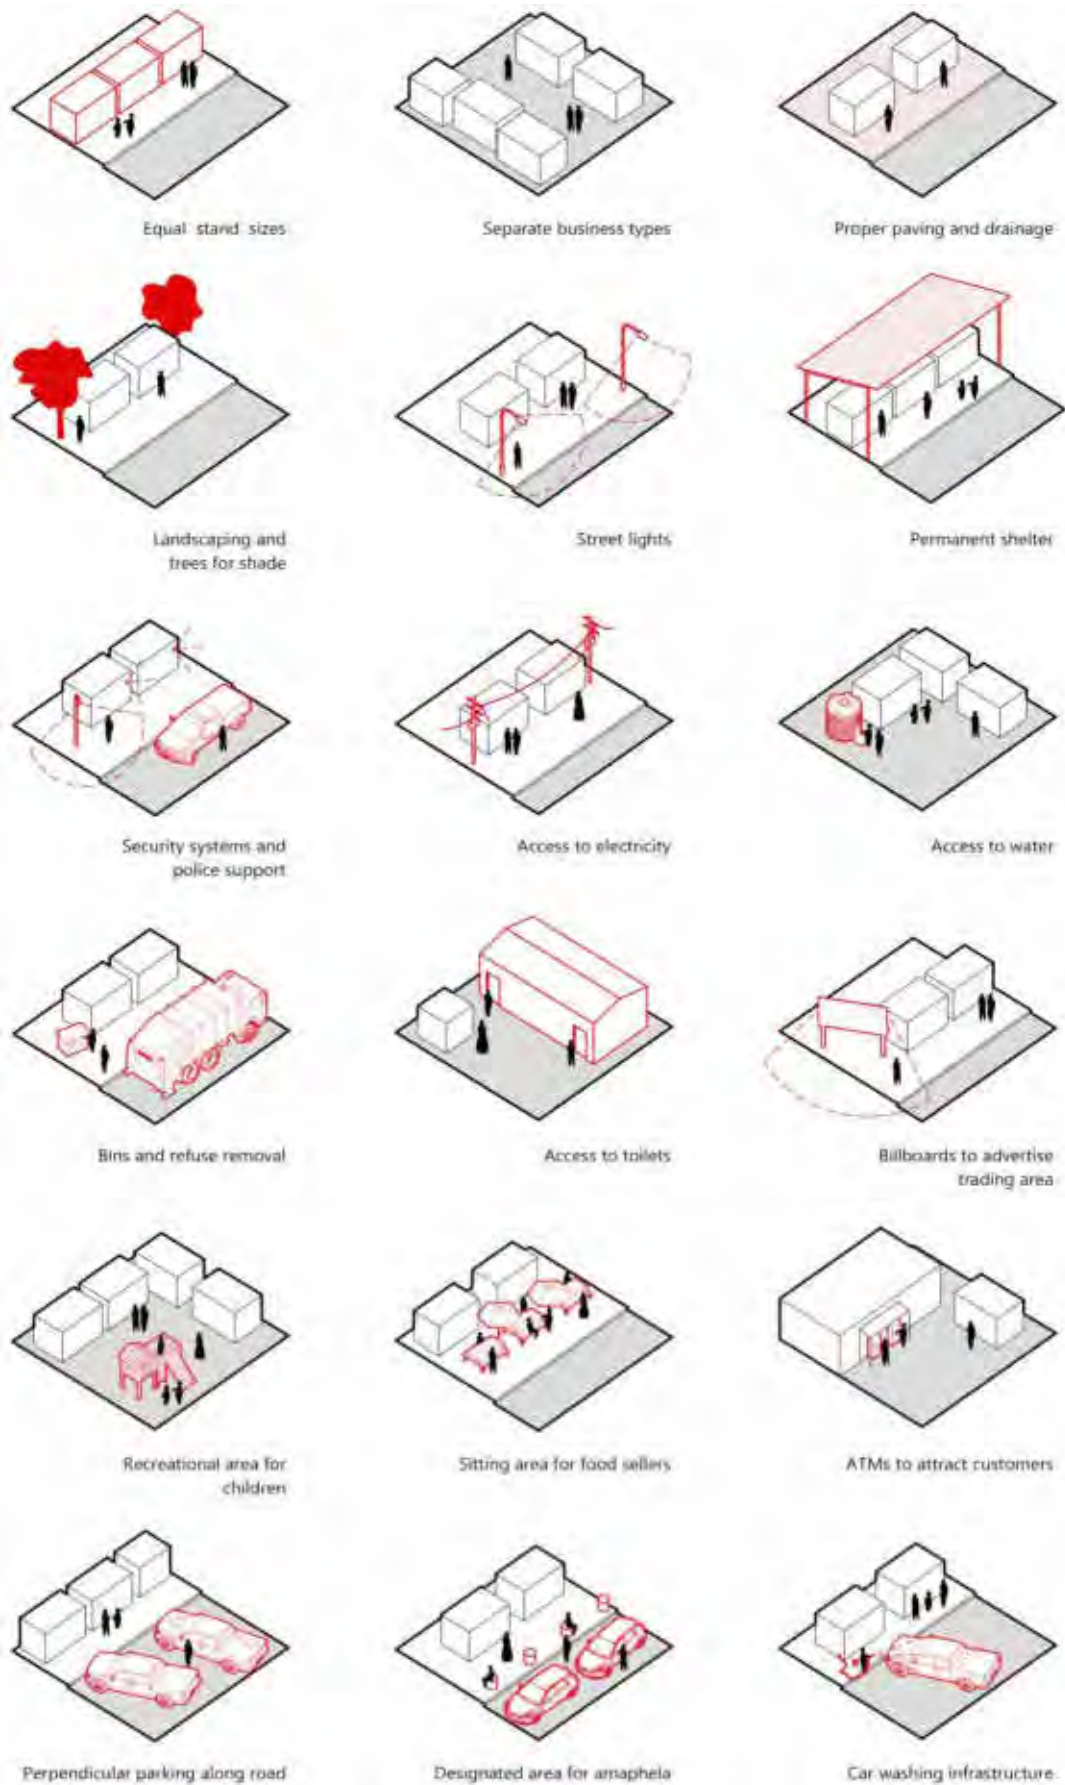 Equal stand sizes
Separate business types
Proper paving and drainage
Landscaping and
trees for shade
Street lights
Permanent shelter
Security systems and
police support
Access to electricity
Access to water
Bins and refuse removal
Access to toilets
Billboards to advertise
trading area
Recreational area for
children
Sitting area for food sellers
ATMs to attract customers
Perpendicular parking along road
Designated area for amaphela
Car washing infrastructure